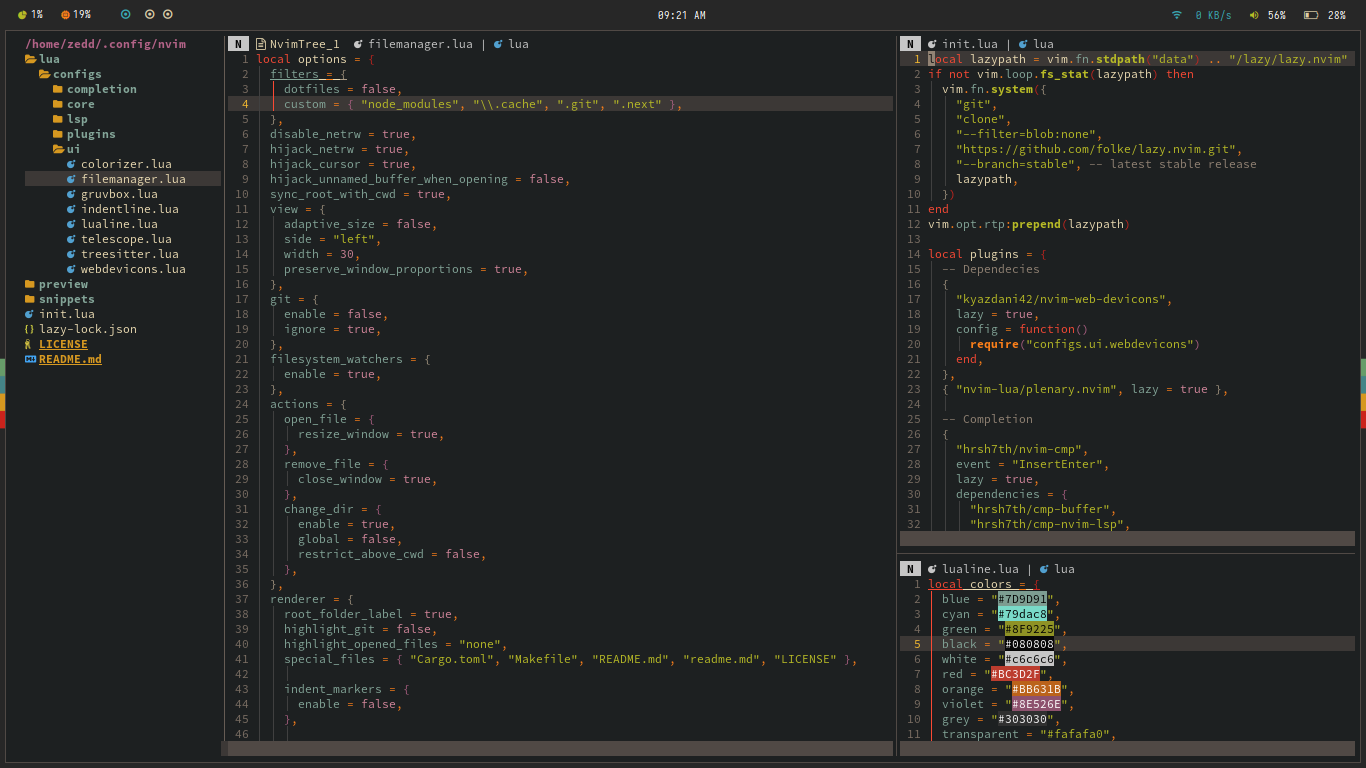 1% 19% 09:21 AM 0 KB/s 56% 28%
/home/zedd/.config/nvim
lua
configs
completion
core
lsp
plugins
ui
colorizer.lua
filemanager.lua
gruvbox.lua
indentline.lua
lualine.lua
telescope.lua
treesitter.lua
webdevicons.lua
preview
snippets
init.lua
{} lazy-lock.json
LICENSE
README.md
N NvimTree_1 filemanager.lua | lua
1 local options = {
2 filters = {
3 dotfiles = false,
4 custom = { "node_modules", "\\.cache", ".git", ".next" },
5 },
6 disable_netrw = true,
7 hijack_netrw = true,
8 hijack_cursor = true,
9 hijack_unnamed_buffer_when_opening = false,
10 sync_root_with_cwd = true,
11 view = {
12 adaptive_size = false,
13 side = "left",
14 width = 30,
15 preserve_window_proportions = true,
16 },
17 git = {
18 enable = false,
19 ignore = true,
20 },
21 filesystem_watchers = {
22 enable = true,
23 },
24 actions = {
25 open_file = {
26 resize_window = true,
27 },
28 remove_file = {
29 close_window = true,
30 },
31 change_dir = {
32 enable = true,
33 global = false,
34 restrict_above_cwd = false,
35 },
36 },
37 renderer = {
38 root_folder_label = true,
39 highlight_git = false,
40 highlight_opened_files = "none",
41 special_files = { "Cargo.toml", "Makefile", "README.md", "readme.md", "LICENSE" },
42
43 indent_markers = {
44 enable = false,
45 },
46
N init.lua | lua
1 local lazypath = vim.fn.stdpath("data") .. "/lazy/lazy.nvim"
2 if not vim.loop.fs_stat(lazypath) then
3 vim.fn.system({
4 "git",
5 "clone",
6 "--filter=blob:none",
7 "https://github.com/folke/lazy.nvim.git",
8 "--branch=stable", -- latest stable release
9 lazypath,
10 })
11 end
12 vim.opt.rtp:prepend(lazypath)
13
14 local plugins = {
15 -- Dependecies
16 {
17 "kyazdani42/nvim-web-devicons",
18 lazy = true,
19 config = function()
20 require("configs.ui.webdevicons")
21 end,
22 },
23 { "nvim-lua/plenary.nvim", lazy = true },
24
25 -- Completion
26 {
27 "hrsh7th/nvim-cmp",
28 event = "InsertEnter",
29 lazy = true,
30 dependencies = {
31 "hrsh7th/cmp-buffer",
32 "hrsh7th/cmp-nvim-lsp",
N lualine.lua | lua
1 local colors = {
2 blue = "#7D9D91",
3 cyan = "#79dac8",
4 green = "#8F9225",
5 black = "#080808",
6 white = "#c6c6c6",
7 red = "#BC3D2F",
8 orange = "#BB631B",
9 violet = "#8E526E",
10 grey = "#303030",
11 transparent = "#fafafa0",